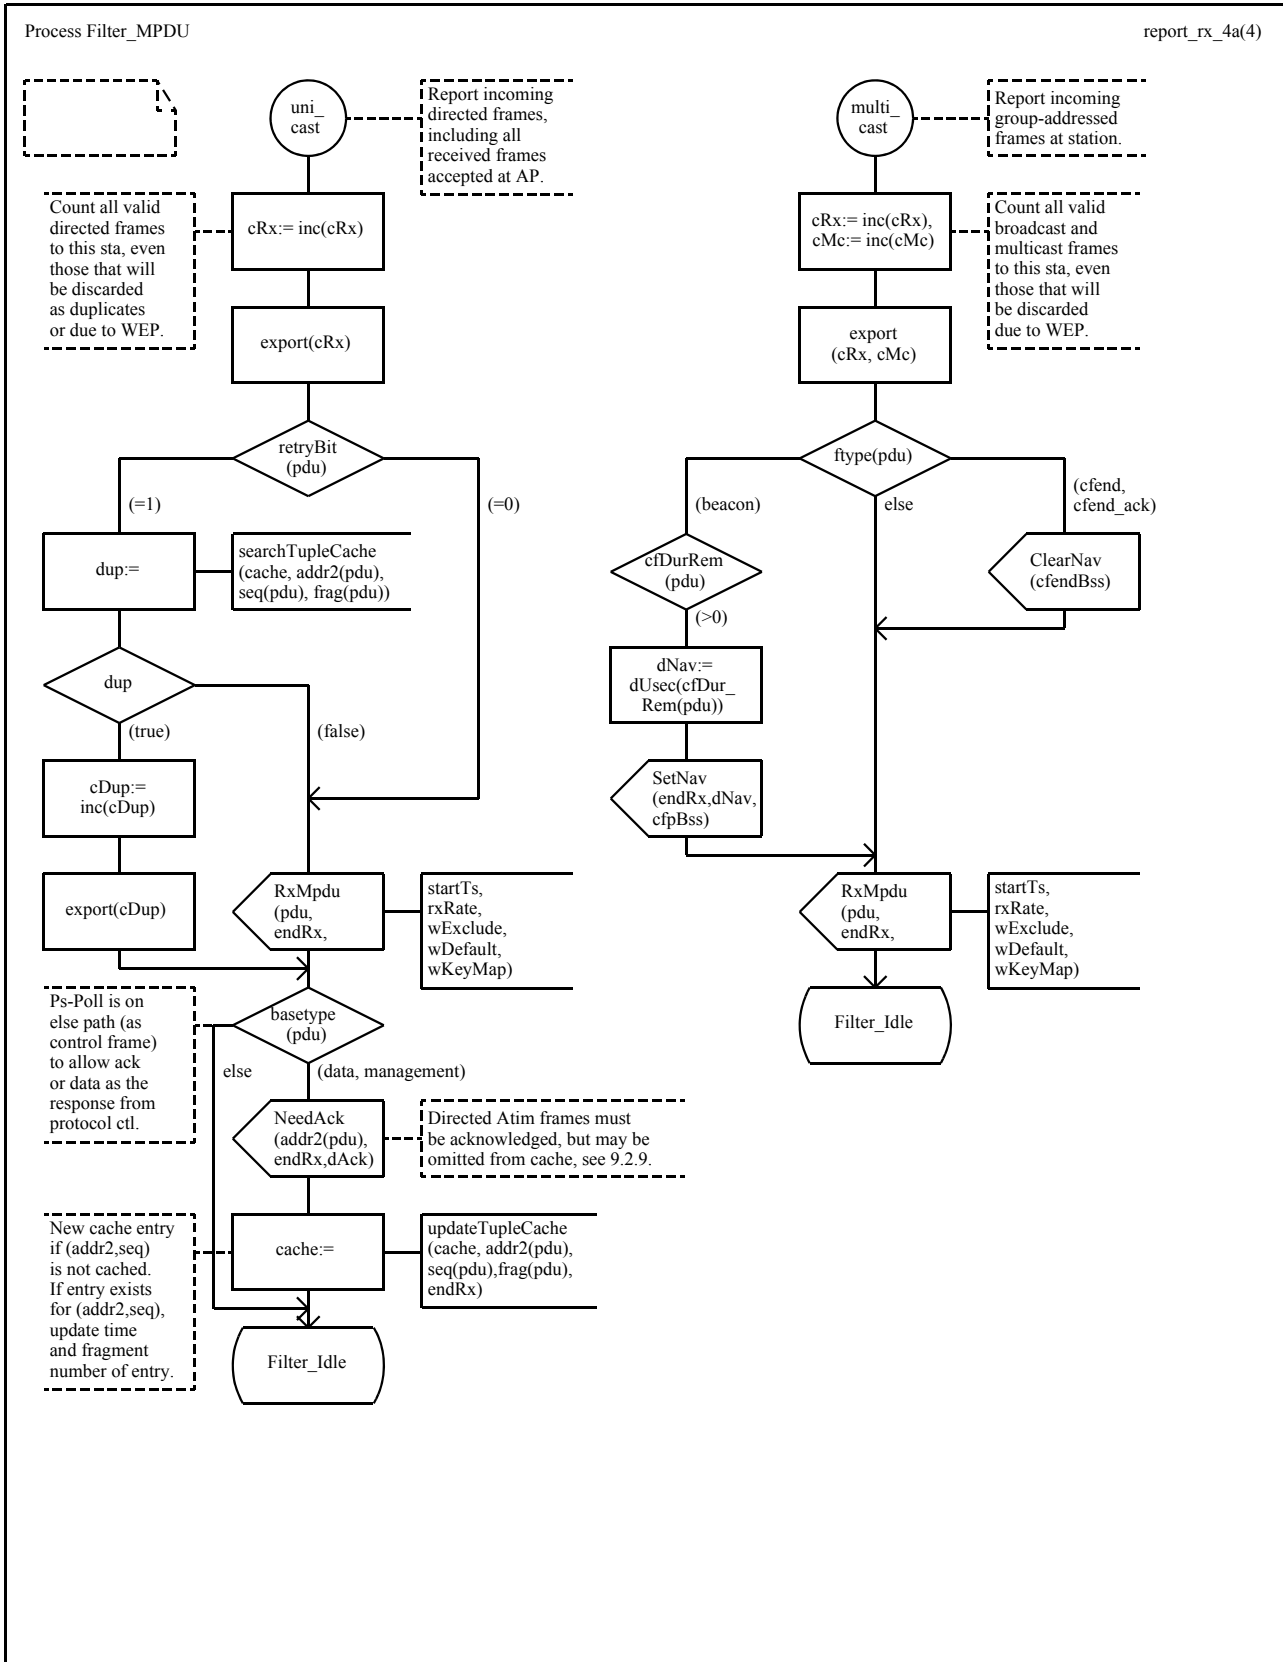 Process Filter_MPDU
report_rx_4a(4)
uni_
cast
Report incoming
directed frames,
including all
received frames
accepted at AP.
Count all valid
directed frames
to this sta, even
those that will
be discarded
as duplicates
or due to WEP.
cRx:= inc(cRx)
export(cRx)
retryBit
(pdu)
(=1)
(=0)
dup:=
searchTupleCache
(cache, addr2(pdu),
seq(pdu), frag(pdu))
dup
(true)
(false)
cDup:=
inc(cDup)
export(cDup)
RxMpdu
(pdu,
endRx,
startTs,
rxRate,
wExclude,
wDefault,
wKeyMap)
Ps-Poll is on
else path (as
control frame)
to allow ack
or data as the
response from
protocol ctl.
basetype
(pdu)
else
(data, management)
NeedAck
(addr2(pdu),
endRx,dAck)
Directed Atim frames must
be acknowledged, but may be
omitted from cache, see 9.2.9.
New cache entry
if (addr2,seq)
is not cached.
If entry exists
for (addr2,seq),
update time
and fragment
number of entry.
cache:=
updateTupleCache
(cache, addr2(pdu),
seq(pdu),frag(pdu),
endRx)
Filter_Idle
multi_
cast
Report incoming
group-addressed
frames at station.
cRx:= inc(cRx),
cMc:= inc(cMc)
Count all valid
broadcast and
multicast frames
to this sta, even
those that will
be discarded
due to WEP.
export
(cRx, cMc)
ftype(pdu)
(beacon)
else
(cfend,
cfend_ack)
cfDurRem
(pdu)
(>0)
ClearNav
(cfendBss)
dNav:=
dUsec(cfDur_
Rem(pdu))
SetNav
(endRx,dNav,
cfpBss)
RxMpdu
(pdu,
endRx,
startTs,
rxRate,
wExclude,
wDefault,
wKeyMap)
Filter_Idle